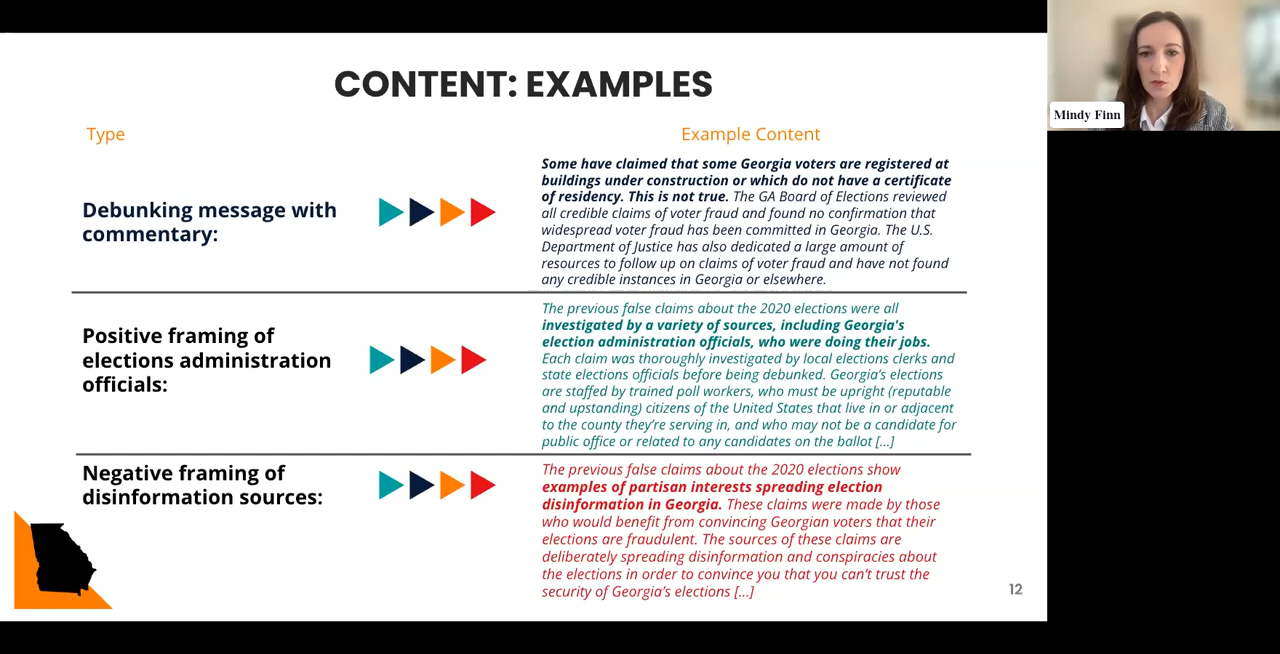 CONTENT: EXAMPLES
Mindy Finn
Type
Example Content
Debunking message with
commentary:
Some have claimed that some Georgia voters are registered at
buildings under construction or which do not have a certificate
of residency. This is not true. The GA Board of Elections reviewed
all credible claims of voter fraud and found no confirmation that
widespread voter fraud has been committed in Georgia. The U.S.
Department of Justice has also dedicated a large amount of
resources to follow up on claims of voter fraud and have not found
any credible instances in Georgia or elsewhere.
Positive framing of
elections administration
officials:
The previous false claims about the 2020 elections were all
investigated by a variety of sources, including Georgia's
election administration officials, who were doing their jobs.
Each claim was thoroughly investigated by local elections clerks and
state elections officials before being debunked. Georgia’s elections
are staffed by trained poll workers, who must be upright (reputable
and upstanding) citizens of the United States that live in or adjacent
to the county they’re serving in, and who may not be a candidate for
public office or related to any candidates on the ballot [...]
Negative framing of
disinformation sources:
The previous false claims about the 2020 elections show
examples of partisan interests spreading election
disinformation in Georgia. These claims were made by those
who would benefit from convincing Georgian voters that their
elections are fraudulent. The sources of these claims are
deliberately spreading disinformation and conspiracies about
the elections in order to convince you that you can’t trust the
security of Georgia’s elections [...]
12